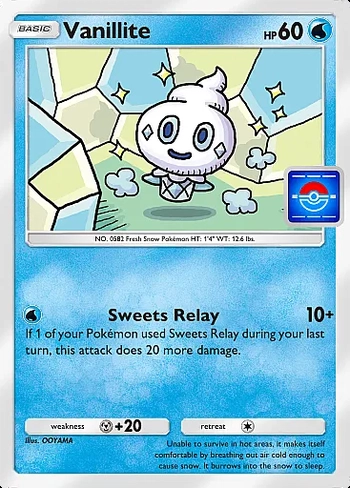 BASIC Vanillite HP 60
NO. 0582 Fresh Snow Pokémon HT: 1'4" WT: 12.6 lbs.
Sweets Relay 10+
If 1 of your Pokémon used Sweets Relay during your last
turn, this attack does 20 more damage.
weakness +20 retreat
Illus. OOYAMA
Unable to survive in hot areas, it makes itself
comfortable by breathing out air cold enough to
cause snow. It burrows into the snow to sleep.